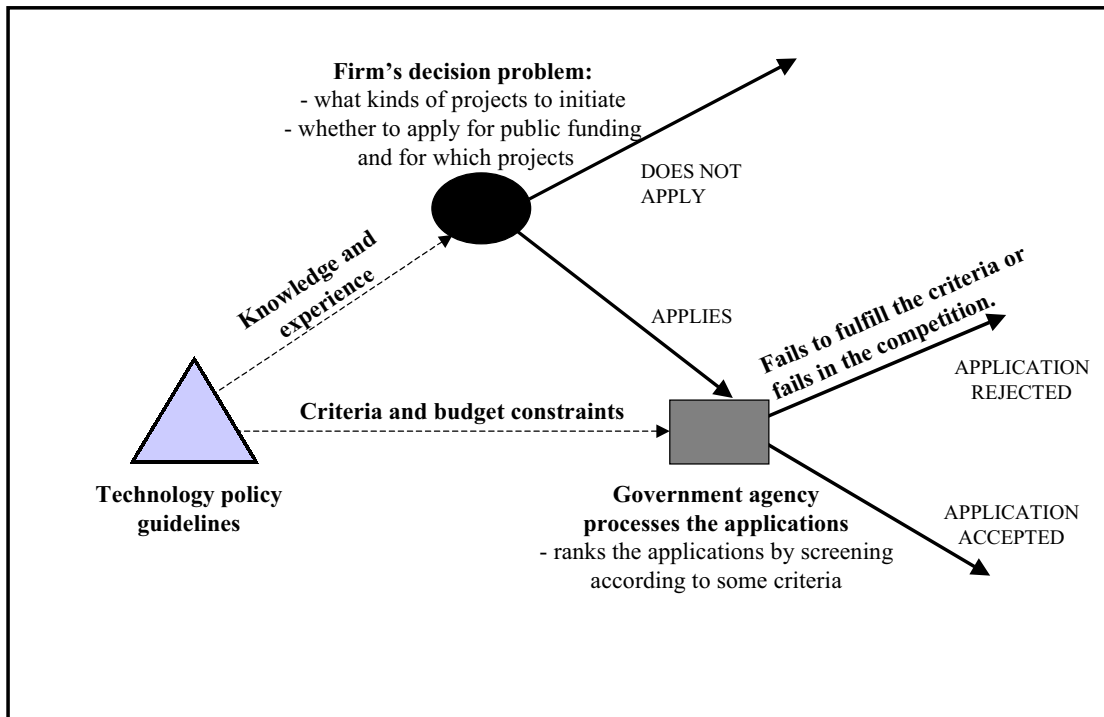 Firm’s decision problem:
- what kinds of projects to initiate
- whether to apply for public funding
and for which projects
DOES NOT
APPLY
Knowledge and
experience
APPLIES
Fails to fulfill the criteria or
fails in the competition.
APPLICATION
REJECTED
Criteria and budget constraints
Technology policy
guidelines
Government agency
processes the applications
- ranks the applications by screening
according to some criteria
APPLICATION
ACCEPTED